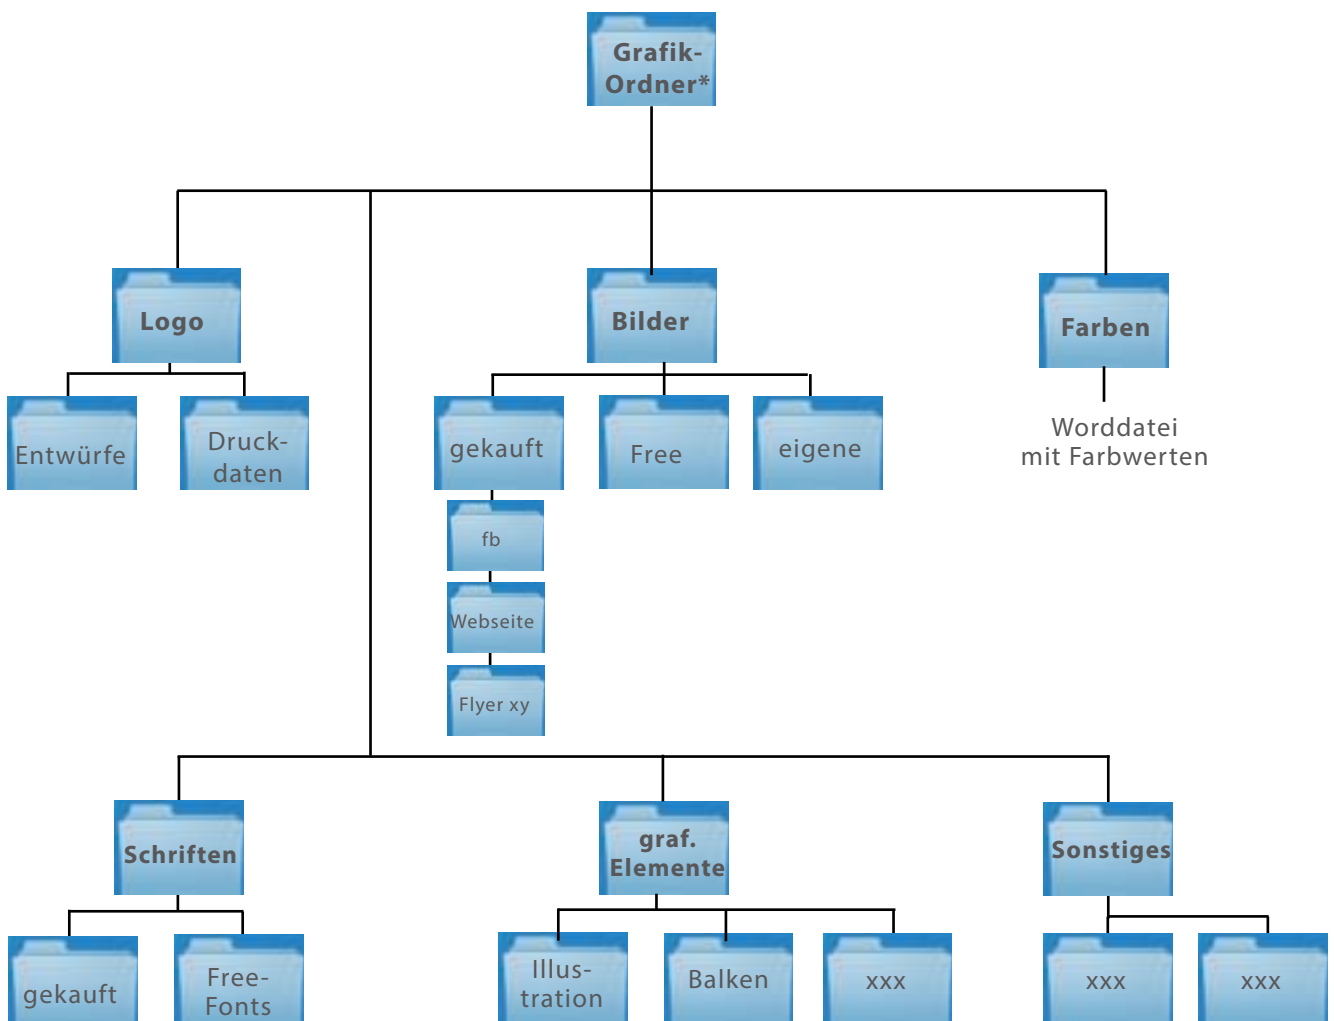 Grafik-
Ordner*
Logo
Bilder
Farben
Entwürfe
Druck-
daten
gekauft
Free
eigene
Worddatei
mit Farbwerten
fb
Webseite
Flyer xy
Schriften
graf.
Elemente
Sonstiges
gekauft
Free-
Fonts
Illus-
tration
Balken
xxx
xxx
xxx